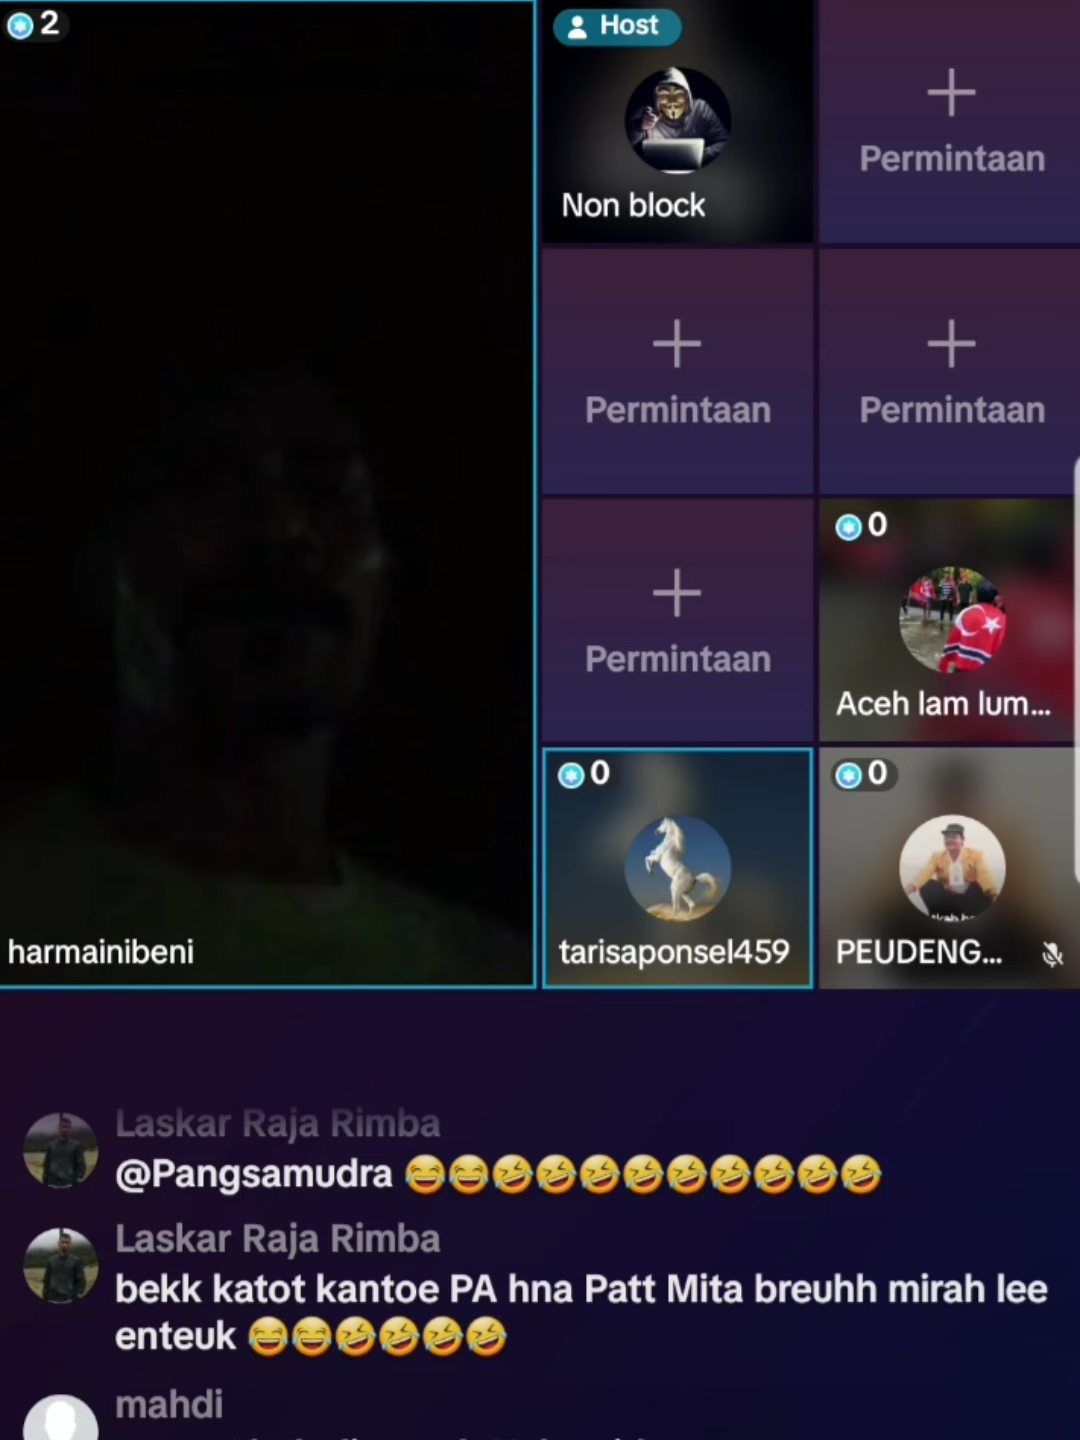 2
Host
Non block
Permintaan
Permintaan
Permintaan
Permintaan
0
Aceh lam lum...
0
tarisaponsel459
0
PEUDENG...
harmainibeni
Laskar Raja Rimba
@Pangsamudra 😂😂🤣🤣🤣🤣🤣🤣🤣🤣🤣
Laskar Raja Rimba
bekk katot kantoe PA hna Patt Mita breuhh mirah lee
enteuk 😂😂🤣🤣🤣🤣
mahdi